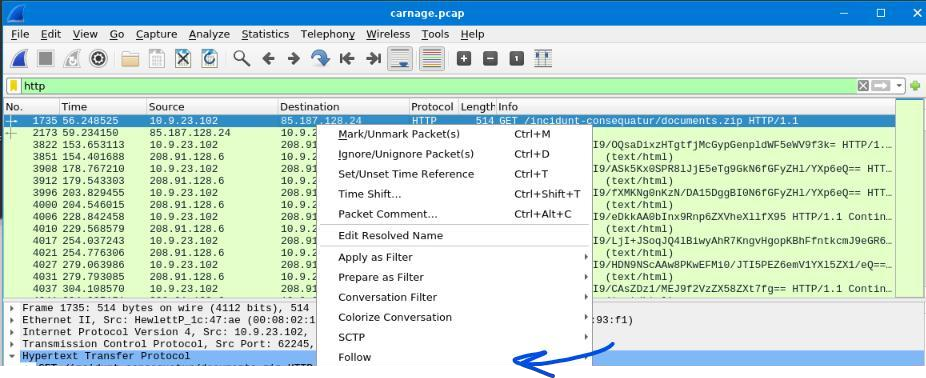 carnage.pcap
File Edit View Go Capture Analyze Statistics Telephony Wireless Tools Help
http
No. Time Source Destination Protocol Length Info
1735 56.248525 10.9.23.102 85.187.128.24 HTTP 514 GET /incidunt-consequatur/documents.zip HTTP/1.1
2173 59.234150 85.187.128.24 10.9.2
3822 153.653113 10.9.23.102 208.91 I9/OQsaDixzHTgtfjMcGypGenpldWF5eWV9f3k= HTTP/1...
3851 154.401688 208.91.128.6 10.9.2 (text/html)
3908 178.767210 10.9.23.102 208.91 I9/ASk5Kx0SPR8lJjE5eTg9GkN6fGFyZHl/YXp6eQ== HTT...
3912 179.543303 208.91.128.6 10.9.2 (text/html)
3996 203.829455 10.9.23.102 208.91 I9/fXMKNg0nKzN/DA15DggBI0N6fGFyZHl/YXp6eQ== HTT...
4000 204.546015 208.91.128.6 10.9.2 (text/html)
4006 228.842458 10.9.23.102 208.91 I9/eDkkAA0bInx9Rnp6ZXVheXllfX95 HTTP/1.1 Contin...
4010 229.568579 208.91.128.6 10.9.2 (text/html)
4017 254.037243 10.9.23.102 208.91 I9/LjI+JSoqJQ4lBiwyAhR7KngvHgopKBhFfntkcmJ9eGR6...
4021 254.776306 208.91.128.6 10.9.2 (text/html)
4027 279.063986 10.9.23.102 208.91 I9/HDN9NScAAw8PKwEFMi0/JTI5PEZ6emV1YXl5ZX1/eQ==...
4031 279.793085 208.91.128.6 10.9.2 (text/html)
4037 304.108570 10.9.23.102 208.91 I9/CAsZDz1/MEJ9f2VzZX58ZXt7fg== HTTP/1.1 Contin...
Mark/Unmark Packet(s) Ctrl+M
Ignore/Unignore Packet(s) Ctrl+D
Set/Unset Time Reference Ctrl+T
Time Shift... Ctrl+Shift+T
Packet Comment... Ctrl+Alt+C
Edit Resolved Name
Apply as Filter
Prepare as Filter
Conversation Filter
Colorize Conversation
SCTP
Follow
Frame 1735: 514 bytes on wire (4112 bits), 514
Ethernet II, Src: HewlettP_1c:47:ae (00:08:02:1 :93:f1)
Internet Protocol Version 4, Src: 10.9.23.102,
Transmission Control Protocol, Src Port: 62245,
Hypertext Transfer Protocol